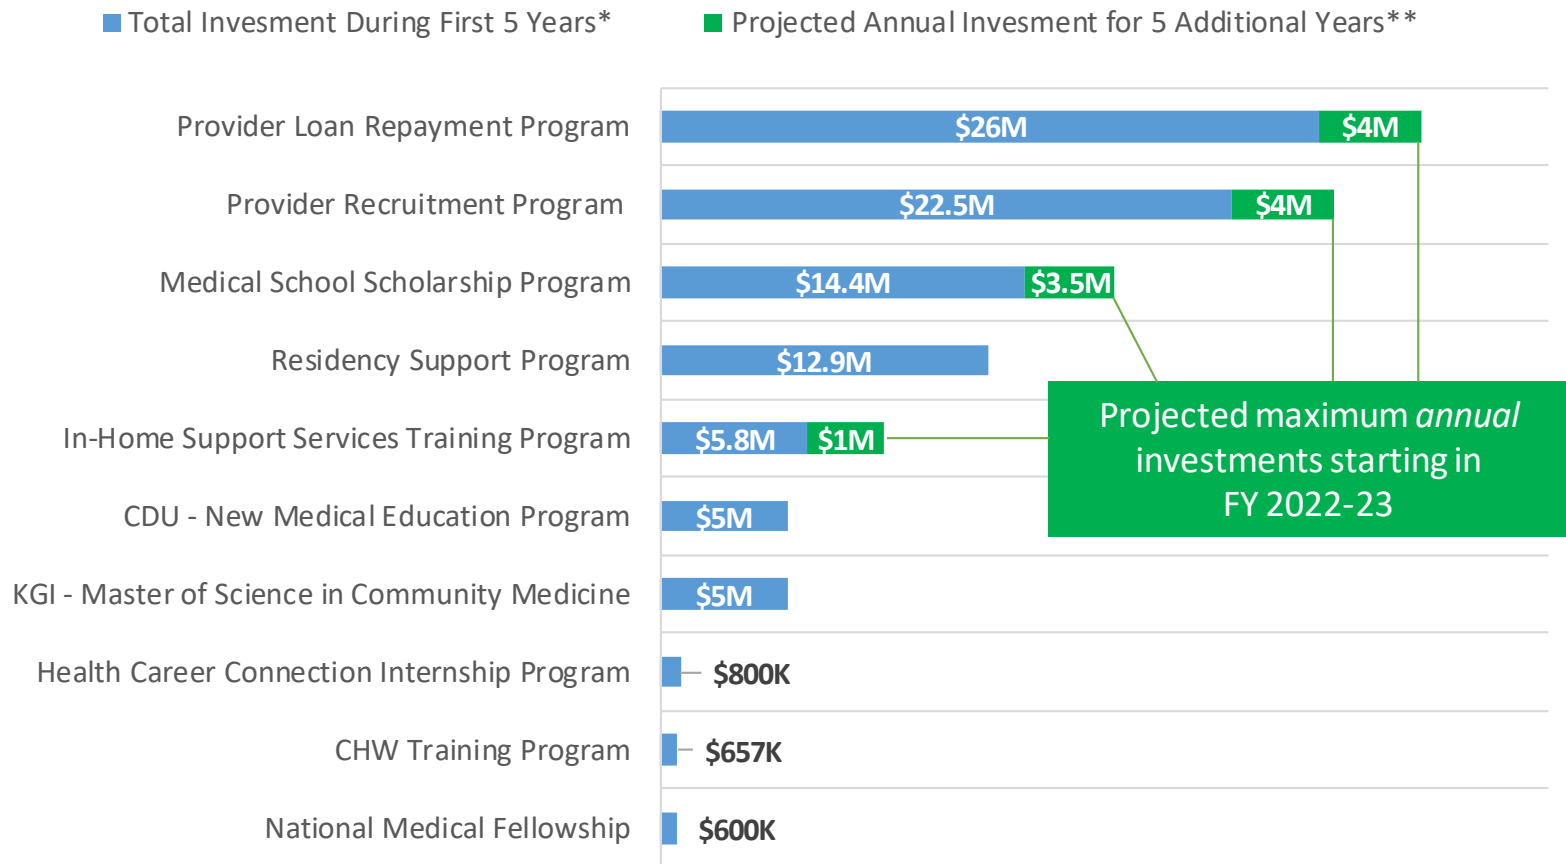 Total Invesment During First 5 Years*
Projected Annual Invesment for 5 Additional Years**
Provider Loan Repayment Program
$26M
$4M
Provider Recruitment Program
$22.5M
$4M
Medical School Scholarship Program
$14.4M
$3.5M
Residency Support Program
$12.9M
In-Home Support Services Training Program
$5.8M
$1M
Projected maximum annual
investments starting in
FY 2022-23
CDU - New Medical Education Program
$5M
KGI - Master of Science in Community Medicine
$5M
Health Career Connection Internship Program
$800K
CHW Training Program
$657K
National Medical Fellowship
$600K